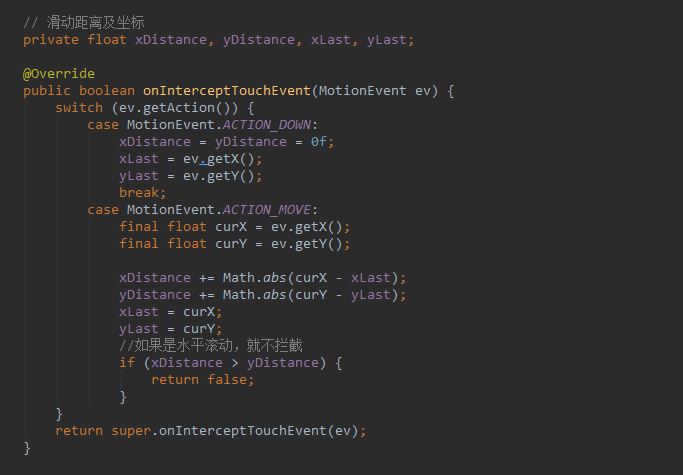 // 滑动距离及坐标
private float xDistance, yDistance, xLast, yLast;
@Override
public boolean onInterceptTouchEvent(MotionEvent ev) {
switch (ev.getAction()) {
case MotionEvent.ACTION_DOWN:
xDistance = yDistance = 0f;
xLast = ev.getX();
yLast = ev.getY();
break;
case MotionEvent.ACTION_MOVE:
final float curX = ev.getX();
final float curY = ev.getY();
xDistance += Math.abs(curX - xLast);
yDistance += Math.abs(curY - yLast);
xLast = curX;
yLast = curY;
//如果是水平滚动，就不拦截
if (xDistance > yDistance) {
return false;
}
}
return super.onInterceptTouchEvent(ev);
}